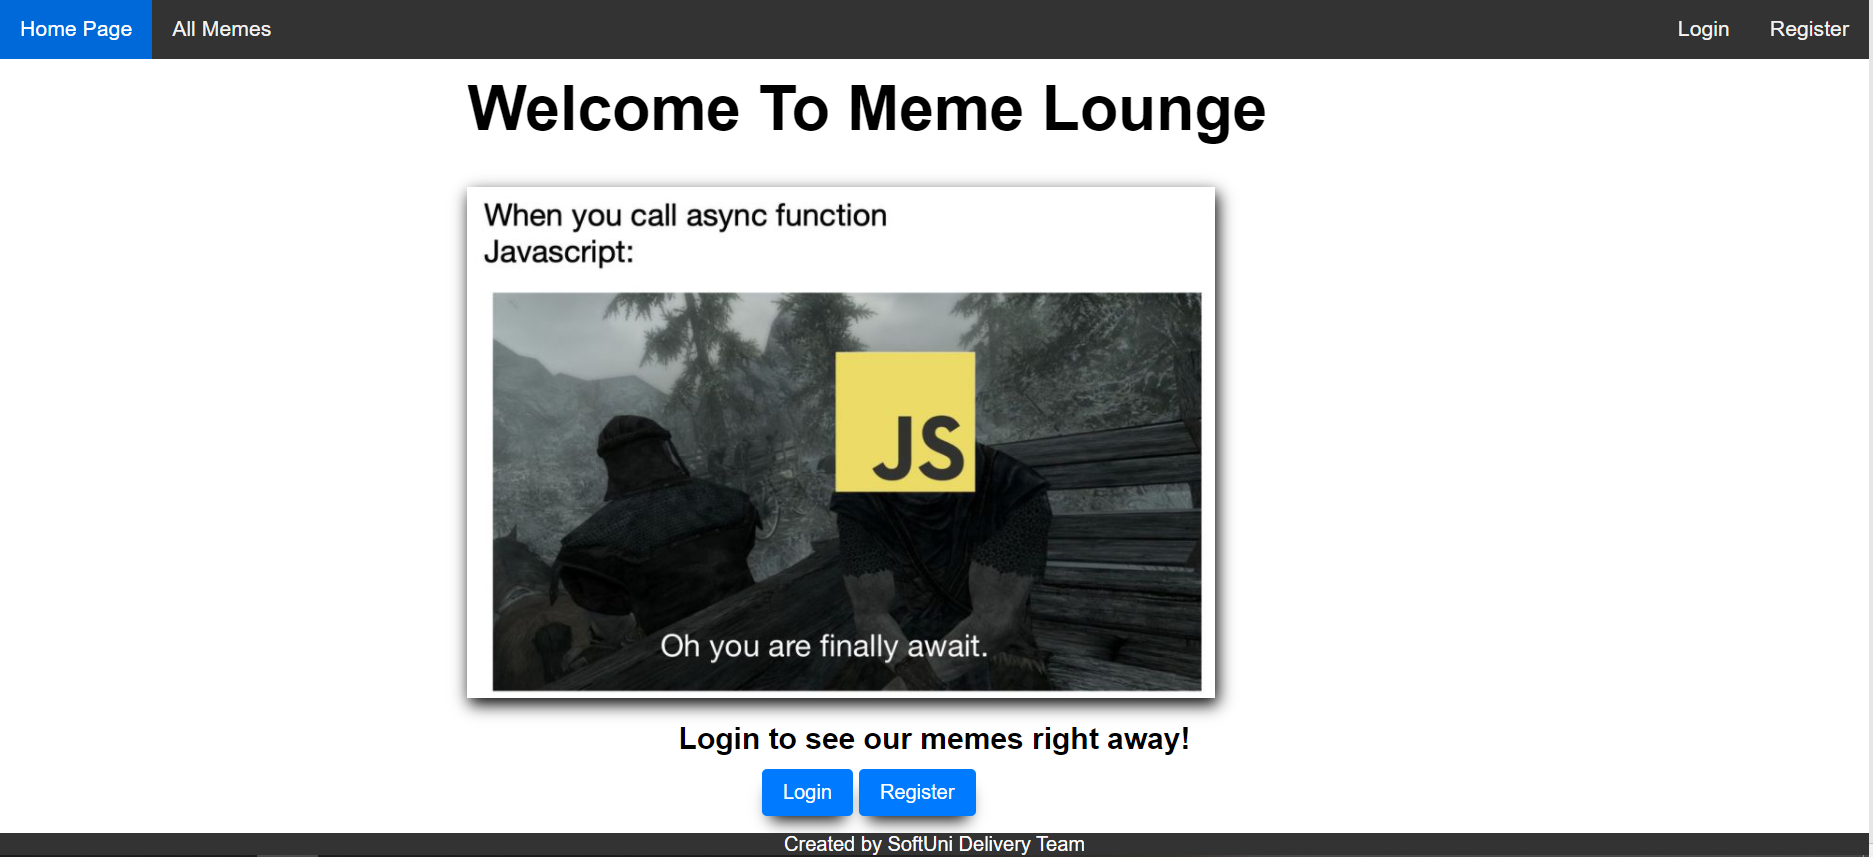 Home Page All Memes Login Register
Welcome To Meme Lounge
When you call async function
Javascript:
JS
Oh you are finally await.
Login to see our memes right away!
Login Register
Created by SoftUni Delivery Team